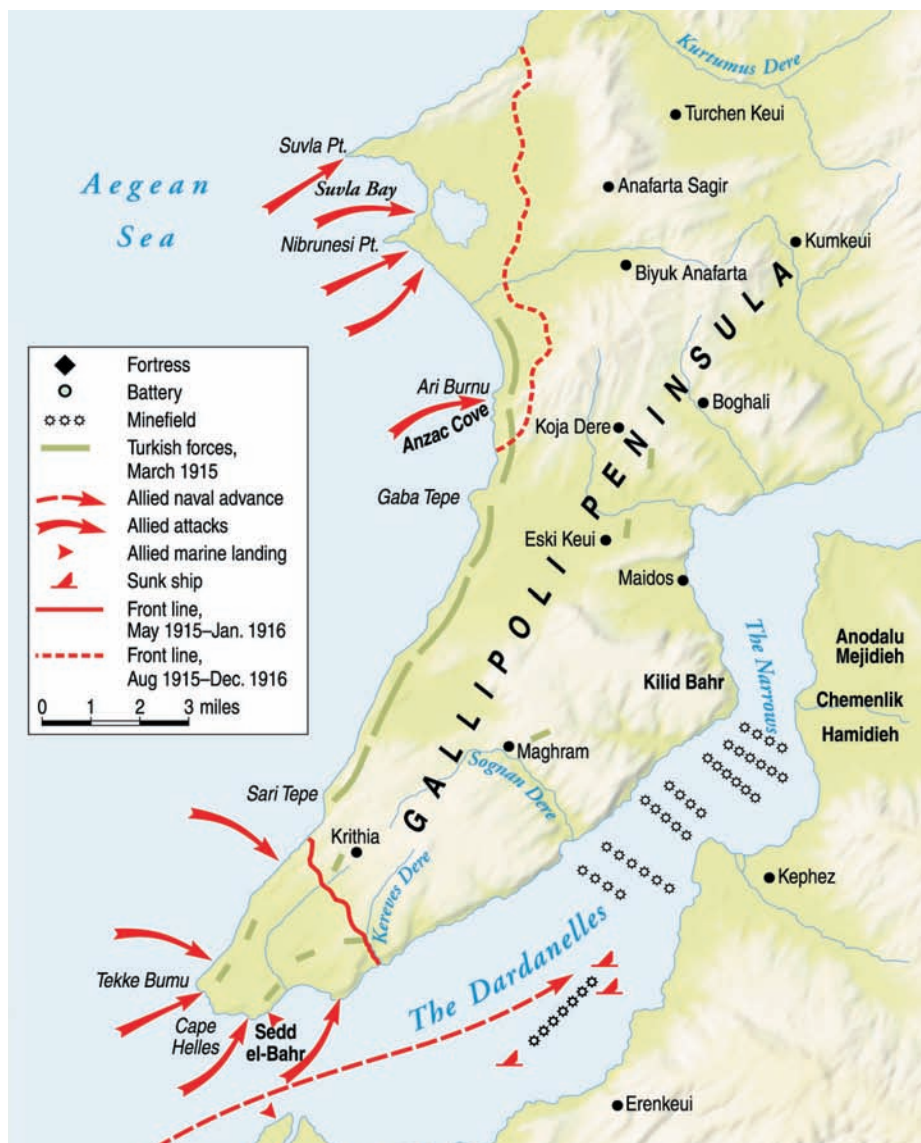 Kurtumus Dere
Turchen Keui
Suvla Pt.
Aegean
Sea
Suvla Bay
Anafarta Sagir
Nibrunesi Pt.
Kumkeui
Biyuk Anafarta
GALLIPOLI PENINSULA
Fortress
Battery
Minefield
Turkish forces,
March 1915
Allied naval advance
Allied attacks
Allied marine landing
Sunk ship
Front line,
May 1915–Jan. 1916
Front line,
Aug 1915–Dec. 1916
0 1 2 3 miles
Ari Burnu
Anzac Cove
Boghali
Koja Dere
Gaba Tepe
Eski Keui
Maidos
The Narrows
Anodalu
Mejidieh
Kilid Bahr
Chemenlik
Hamidieh
Maghram
Sognan Dere
Sari Tepe
Krithia
Kereves Dere
Kephez
The Dardanelles
Tekke Bumu
Cape
Helles
Sedd
el-Bahr
Erenkeui